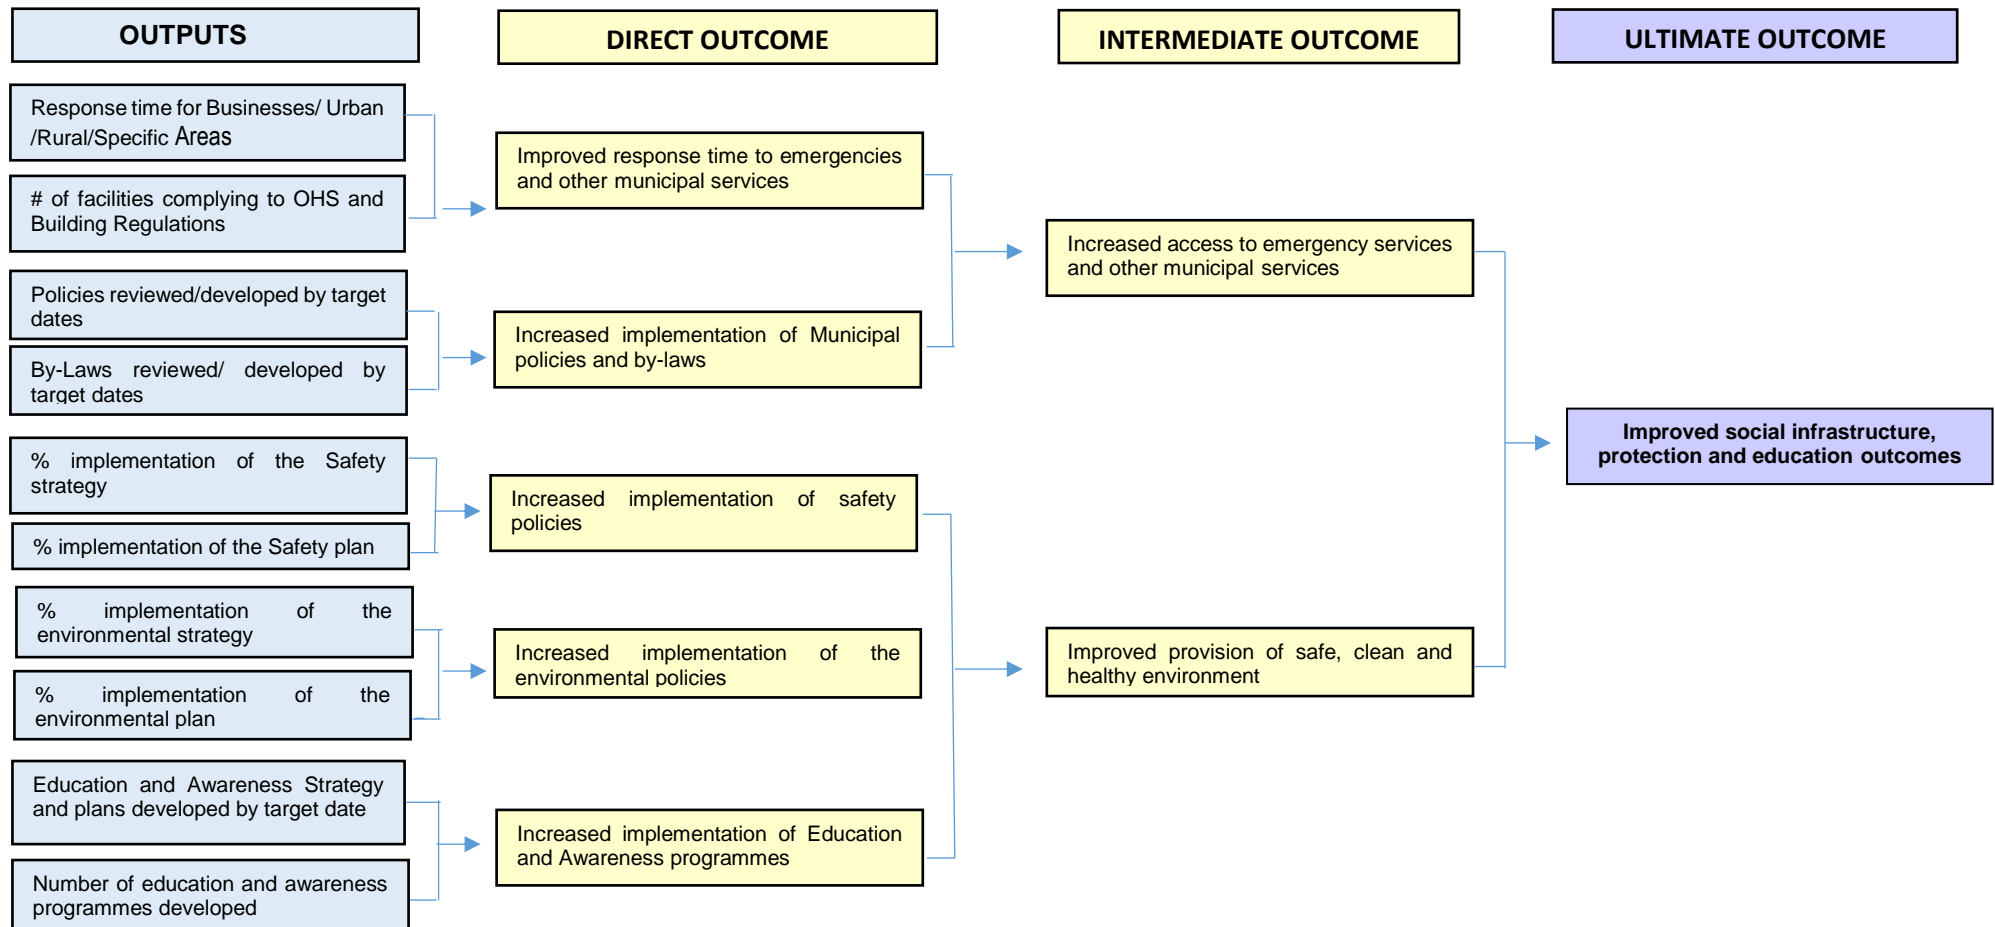 OUTPUTS
DIRECT OUTCOME
INTERMEDIATE OUTCOME
ULTIMATE OUTCOME
Response time for Businesses/ Urban
/Rural/Specific Areas
# of facilities complying to OHS and
Building Regulations
Policies reviewed/developed by target
dates
By-Laws reviewed/ developed by
target dates
% implementation of the Safety
strategy
% implementation of the Safety plan
% implementation of the
environmental strategy
% implementation of the
environmental plan
Education and Awareness Strategy
and plans developed by target date
Number of education and awareness
programmes developed
Improved response time to emergencies
and other municipal services
Increased implementation of Municipal
policies and by-laws
Increased implementation of safety
policies
Increased implementation of the
environmental policies
Increased implementation of Education
and Awareness programmes
Increased access to emergency services
and other municipal services
Improved provision of safe, clean and
healthy environment
Improved social infrastructure,
protection and education outcomes